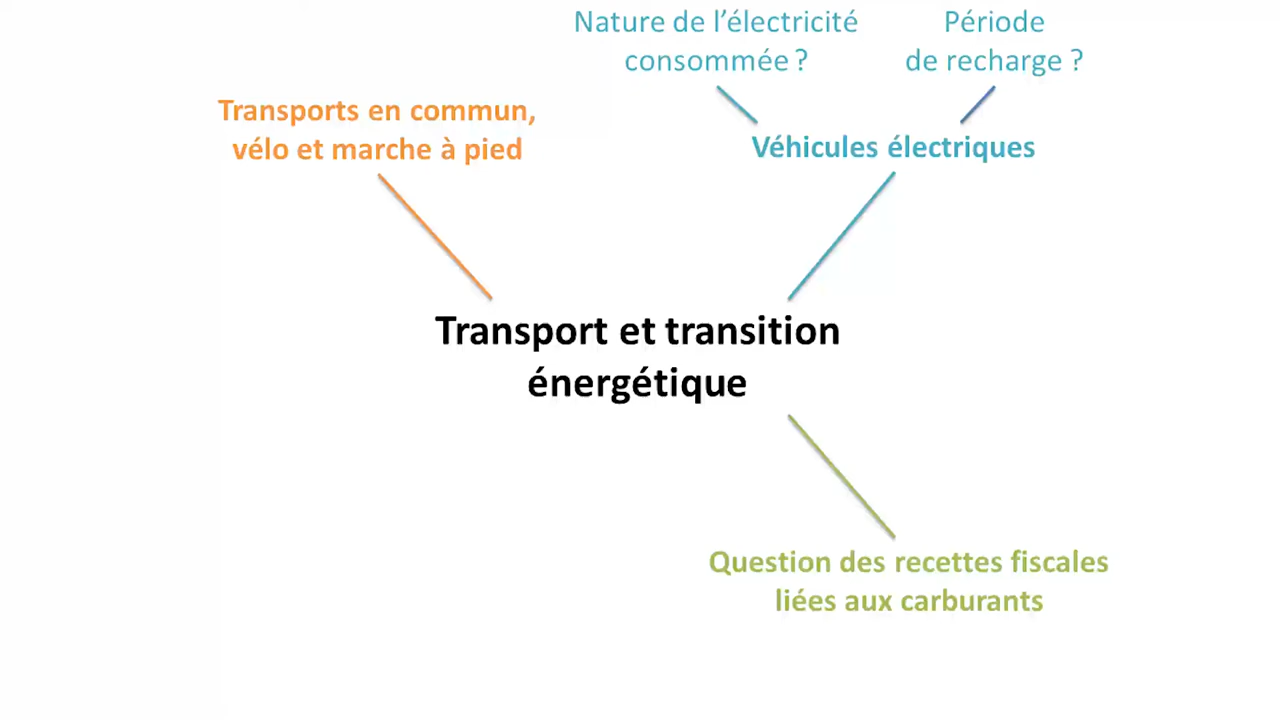 Nature de l’électricité
consommée ?
Période
de recharge ?
Transports en commun,
vélo et marche à pied
Véhicules électriques
Transport et transition
énergétique
Question des recettes fiscales
liées aux carburants